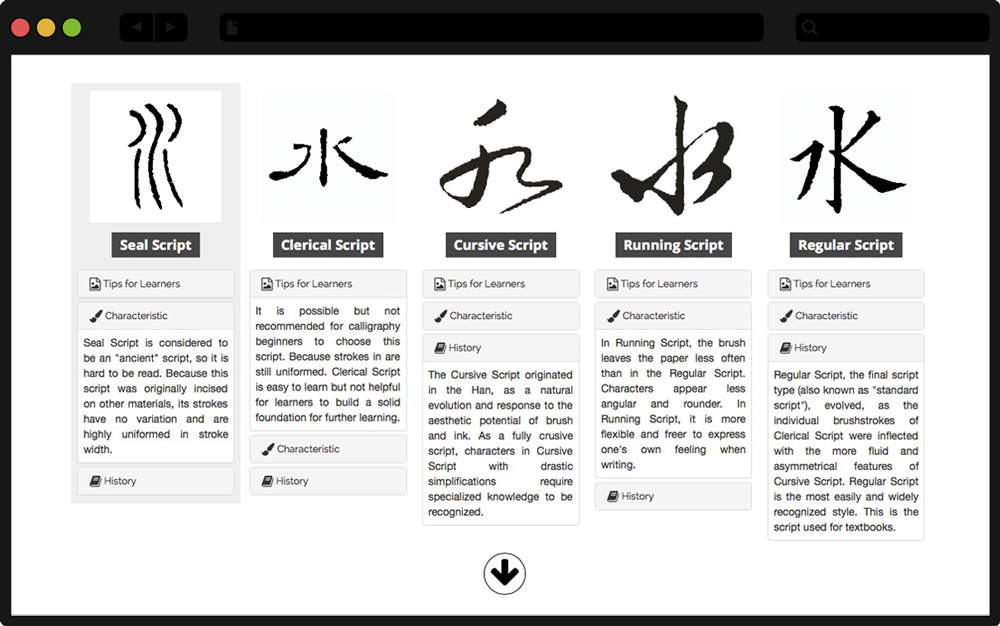 水
水
水
水
水
Seal Script
Clerical Script
Cursive Script
Running Script
Regular Script
Tips for Learners
Characteristic
Seal Script is considered to
be an "ancient" script, so it is
hard to be read. Because this
script was originally incised
on other materials, its strokes
have no variation and are
highly uniformed in stroke
width.
History
Tips for Learners
It is possible but not
recommended for calligraphy
beginners to choose this
script. Because strokes in are
still uniformed. Clerical Script
is easy to learn but not helpful
for learners to build a solid
foundation for further learning.
Characteristic
History
Tips for Learners
Characteristic
History
The Cursive Script originated
in the Han, as a natural
evolution and response to the
aesthetic potential of brush
and ink. As a fully crusive
script, characters in Cursive
Script with drastic
simplifications require
specialized knowledge to be
recognized.
Tips for Learners
Characteristic
In Running Script, the brush
leaves the paper less often
than in the Regular Script.
Characters appear less
angular and rounder. In
Running Script, it is more
flexible and freer to express
one's own feeling when
writing.
History
Tips for Learners
Characteristic
History
Regular Script, the final script
type (also known as "standard
script"), evolved, as the
individual brushstrokes of
Clerical Script were inflected
with the more fluid and
asymmetrical features of
Cursive Script. Regular Script
is the most easily and widely
recognized style. This is the
script used for textbooks.